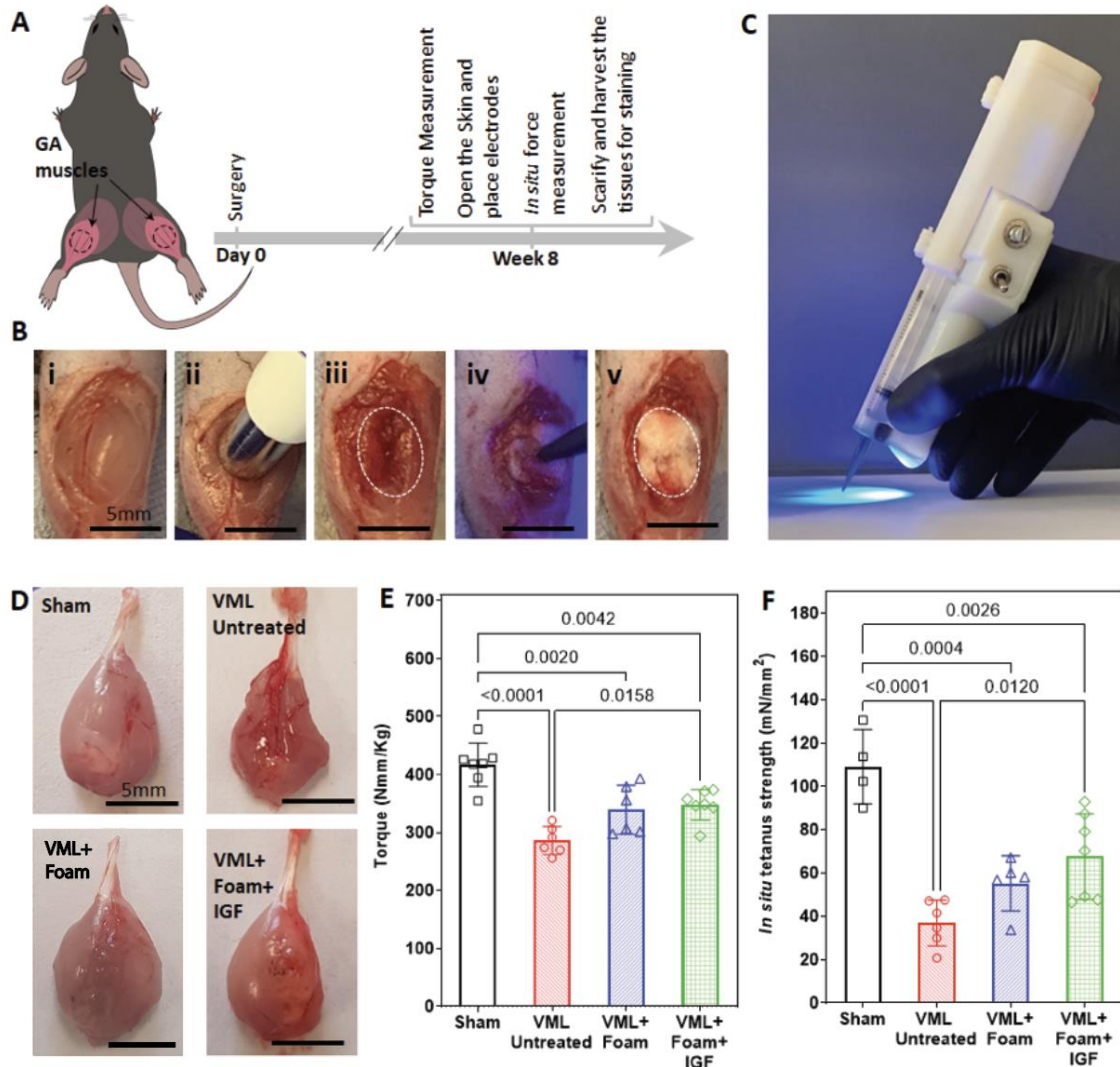 A
GA
muscles
Surgery
Day 0
Torque Measurement
Open the Skin and
place electrodes
In situ force
measurement
Scarify and harvest the
tissues for staining
Week 8
B
i
5mm
ii
iii
iv
v
C
D
Sham
5mm
VML
Untreated
VML+
Foam
VML+
Foam+
IGF
E
Torque (Nmm/Kg)
700
600
500
400
300
200
100
0
0.0042
0.0020
<0.0001
0.0158
Sham
VML
Untreated
VML+
Foam
VML+
Foam+
IGF
F
In situ tetanus strength (mN/mm²)
180
160
140
120
100
80
60
40
20
0
0.0026
0.0004
<0.0001
0.0120
Sham
VML
Untreated
VML+
Foam
VML+
Foam+
IGF